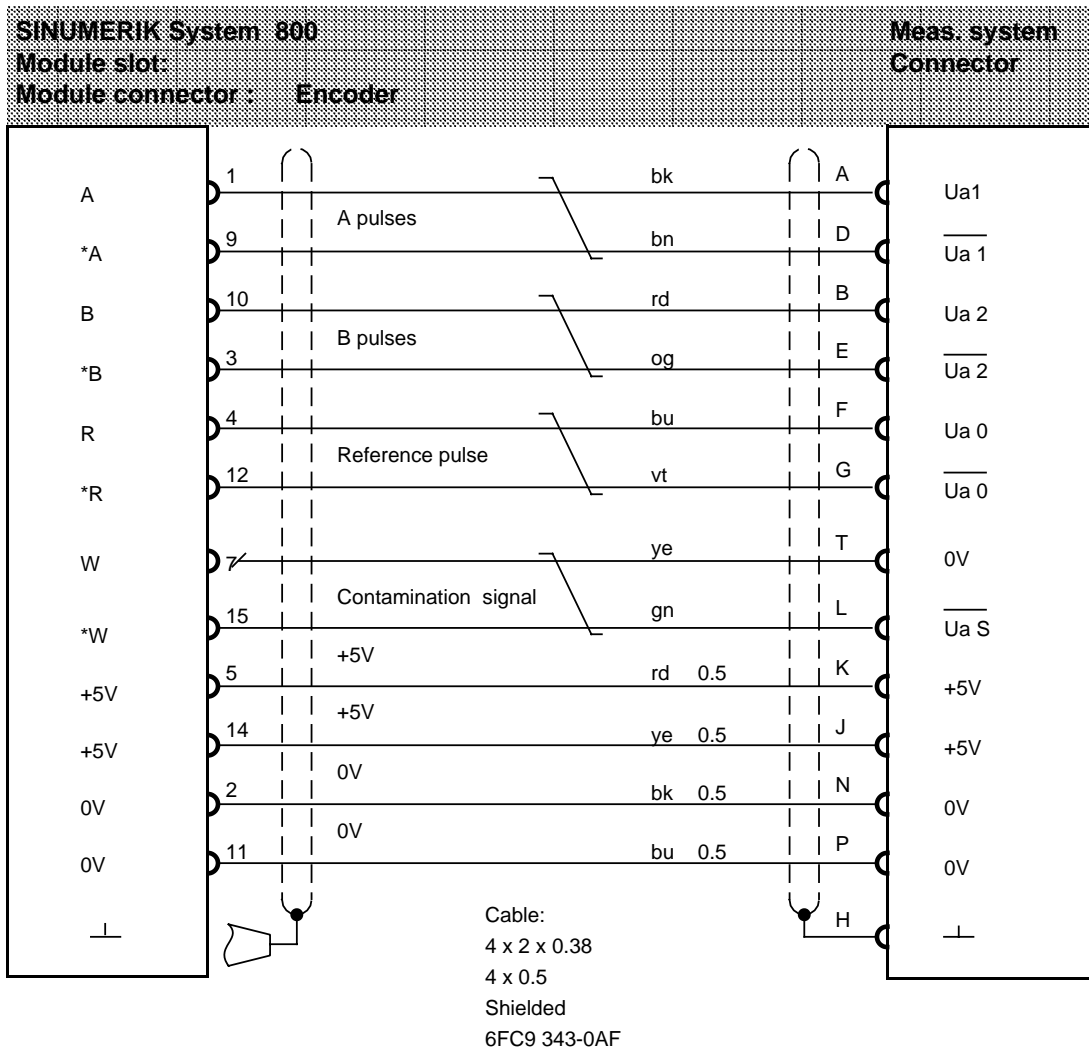 SINUMERIK System 800 Meas. system
Module slot: Connector
Module connector : Encoder
A 1 bk A Ua1
A pulses
*A 9 bn D Ua 1
B 10 rd B Ua 2
B pulses
*B 3 og E Ua 2
R 4 bu F Ua 0
Reference pulse
*R 12 vt G Ua 0
W 7 ye T 0V
Contamination signal
*W 15 gn L Ua S
+5V
+5V 5 rd 0.5 K +5V
+5V
+5V 14 ye 0.5 J +5V
0V
0V 2 bk 0.5 N 0V
0V
0V 11 bu 0.5 P 0V
H
Cable:
4 x 2 x 0.38
4 x 0.5
Shielded
6FC9 343-0AF